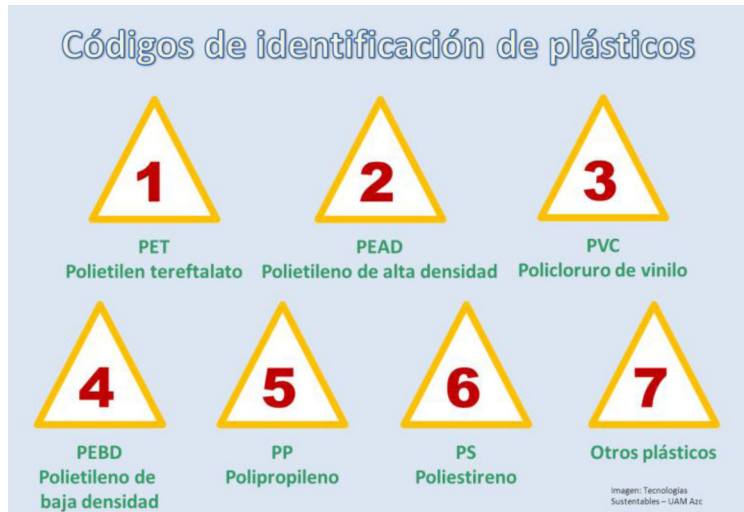 Códigos de identificación de plásticos
1
2
3
PET
Polietilen tereftalato
PEAD
Polietileno de alta densidad
PVC
Policloruro de vinilo
4
5
6
7
PEBD
Polietileno de
baja densidad
PP
Polipropileno
PS
Poliestireno
Otros plásticos
Imagen: Tecnologías
Sustentables – UAM Azc